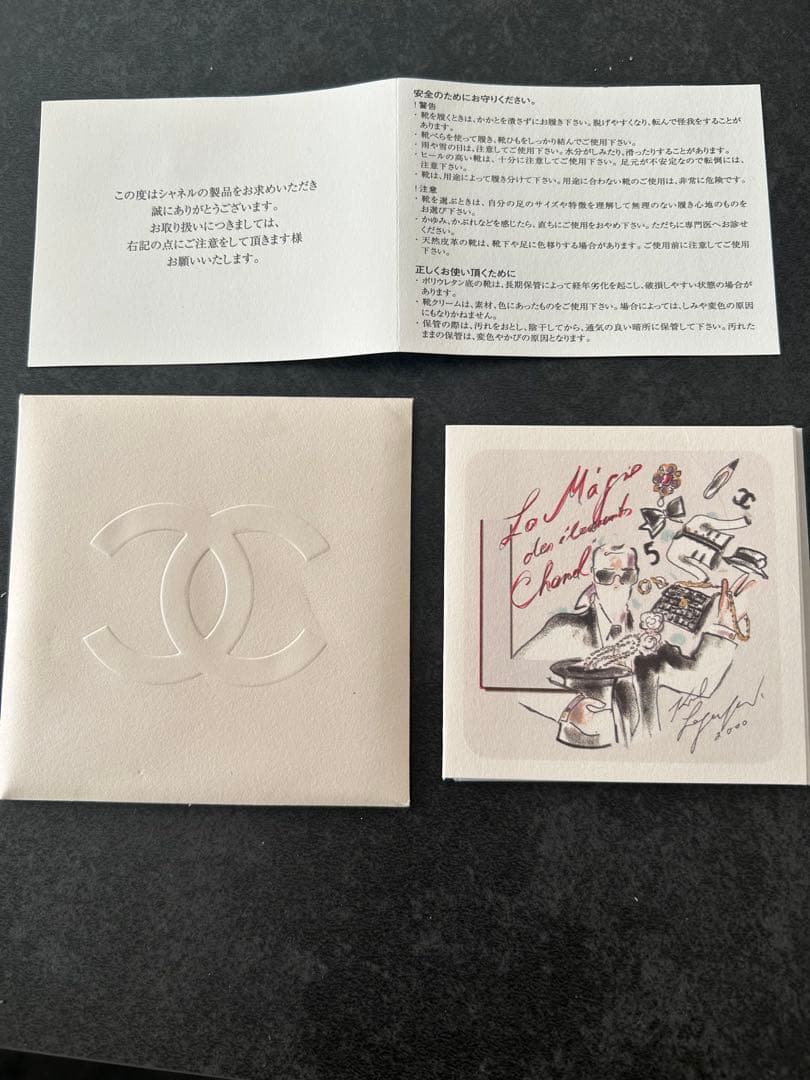 この度はシャネルの製品をお求めいただき
誠にありがとうございます。
お取り扱いにつきましては、
右記の点にご注意をして頂きます様
お願いいたします。
安全のためにお守りください。
！警告
・靴を履くときは、かかとを潰さずにお履き下さい。脱げやすくなり、転んで怪我をすることが
あります。
・靴べらを使って履き、靴ひもをしっかり結んでご使用下さい。
・雨や雪の日は、注意してご使用下さい。水分がしみたり、滑ったりすることがあります。
・ヒールの高い靴は、十分に注意してご使用下さい。足元が不安定なので転倒には、
注意下さい。
・靴は、用途によって履き分けて下さい。用途に合わない靴のご使用は、非常に危険です。
！注意
・靴を選ぶときは、自分の足のサイズや特徴を理解して無理のない履き心地のものを
お選び下さい。
・かゆみ、かぶれなどを感じたら、直ちにご使用をおやめ下さい。ただちに専門医へお診せ
ください。
・天然皮革の靴は、靴下や足に色移りする場合があります。ご使用前に注意してご使用
下さい。
正しくお使い頂くために
・ポリウレタン底の靴は、長期保管によって経年劣化を起こし、破損しやすい状態の場合が
あります。
・靴クリームは、素材、色にあったものをご使用下さい。場合によっては、しみや変色の原因
にもなりかねません。
・保管の際は、汚れをおとし、陰干ししてから、通気の良い暗所に保管して下さい。汚れた
ままの保管は、変色やかびの原因となります。
La Magie
des éléments
Chanel
5
2000